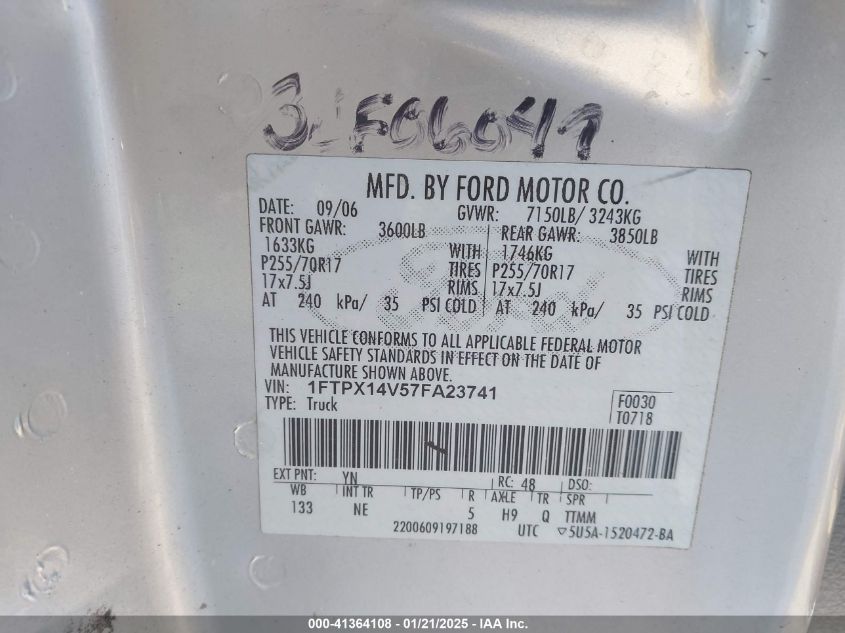 MFD. BY FORD MOTOR CO.
DATE: 09/06 GVWR: 7150LB/ 3243KG
FRONT GAWR: 3600LB REAR GAWR: 3850LB
1633KG WITH 1746KG WITH
P255/70R17 TIRES P255/70R17 TIRES
17x7.5J RIMS 17x7.5J RIMS
AT 240 kPa/ 35 PSI COLD AT 240 kPa/ 35 PSI COLD
THIS VEHICLE CONFORMS TO ALL APPLICABLE FEDERAL MOTOR
VEHICLE SAFETY STANDARDS IN EFFECT ON THE DATE OF
MANUFACTURE SHOWN ABOVE.
VIN: 1FTPX14V57FA23741
TYPE: Truck
F0030
T0718
EXT PNT: YN RC: 48 DSO:
WB INT TR TP/PS R AXLE TR SPR
133 NE 5 H9 Q TTMM
2200609197188 UTC ▽5U5A-1520472-BA
000-41364108 - 01/21/2025 - IAA Inc.